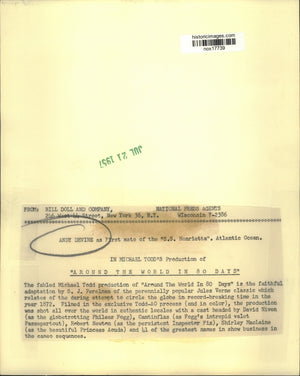 historicimages.com
nox17739
JUL 21 1957
FROM: BILL DOLL AND COMPANY, NATIONAL PRESS AGENTS
246 West 44 Street, New York 36, N.Y. Wisconsin 7-2386
ANDY DEVINE as First mate of the "S.S. Henrietta", Atlantic Ocean.
IN MICHAEL TODD'S Production of
"AROUND THE WORLD IN 80 DAYS"
The fabled Michael Todd production of "Around The World In 80 Days" is the faithful
adaptation by S. J. Perelman of the perennially popular Jules Verne classic which
relates of the daring attempt to circle the globe in record-breaking time in the
year 1872. Filmed in the exclusive Todd-AO process (and in color), the production
was shot all over the world in authentic locales with a cast headed by David Niven
(as the globetrotting Phileas Fogg), Cantinflas (as Fogg's intrepid valet
Passepartout), Robert Newton (as the persistent Inspector Fix), Shirley MacLaine
(as the beautiful Princess Aouda) and 41 of the greatest names in show business in
the cameo sequences.